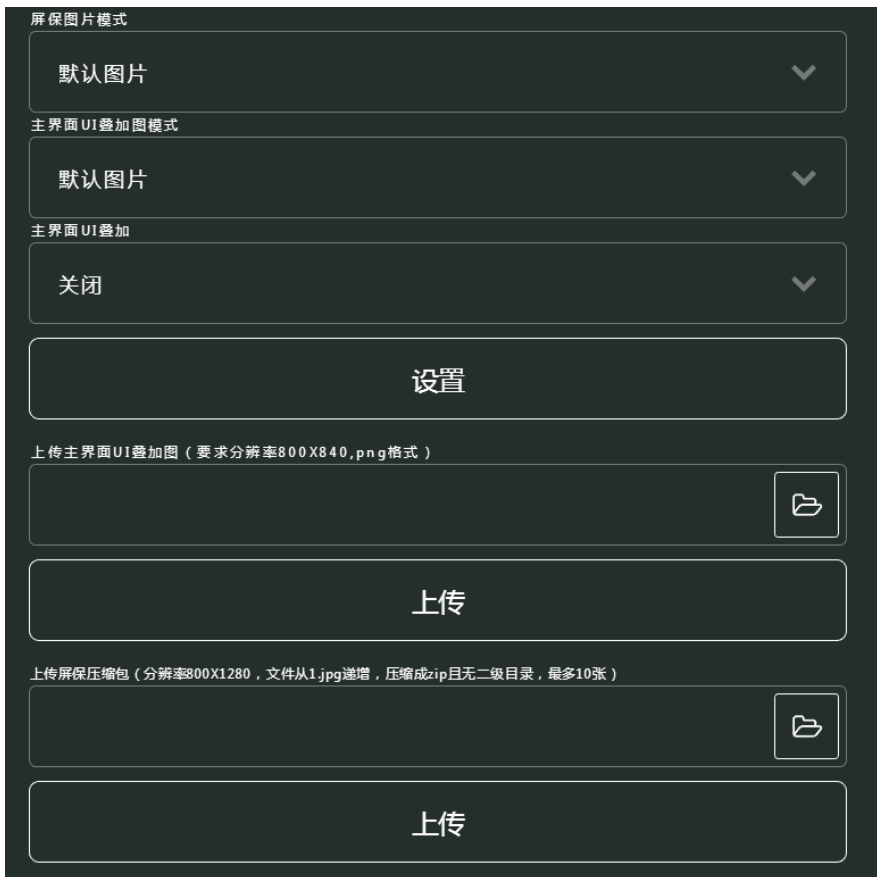 屏保图片模式
默认图片
主界面UI叠加图模式
默认图片
主界面UI叠加
关闭
设置
上传主界面UI叠加图（要求分辨率800X840,png格式）
上传
上传屏保压缩包（分辨率800X1280，文件从1.jpg递增，压缩成zip且无二级目录，最多10张）
上传